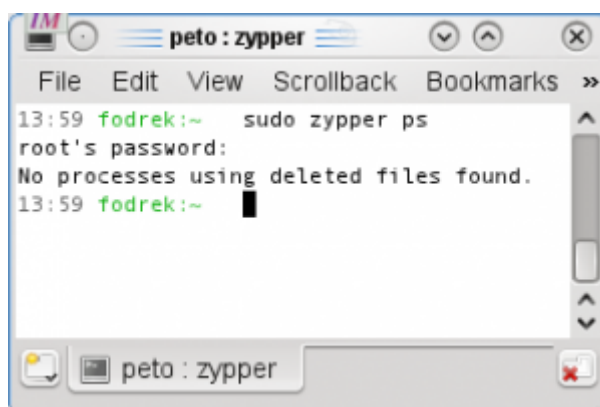 IM
peto : zypper
File Edit View Scrollback Bookmarks »
13:59 fodrek:~ sudo zypper ps
root's password:
No processes using deleted files found.
13:59 fodrek:~
peto : zypper